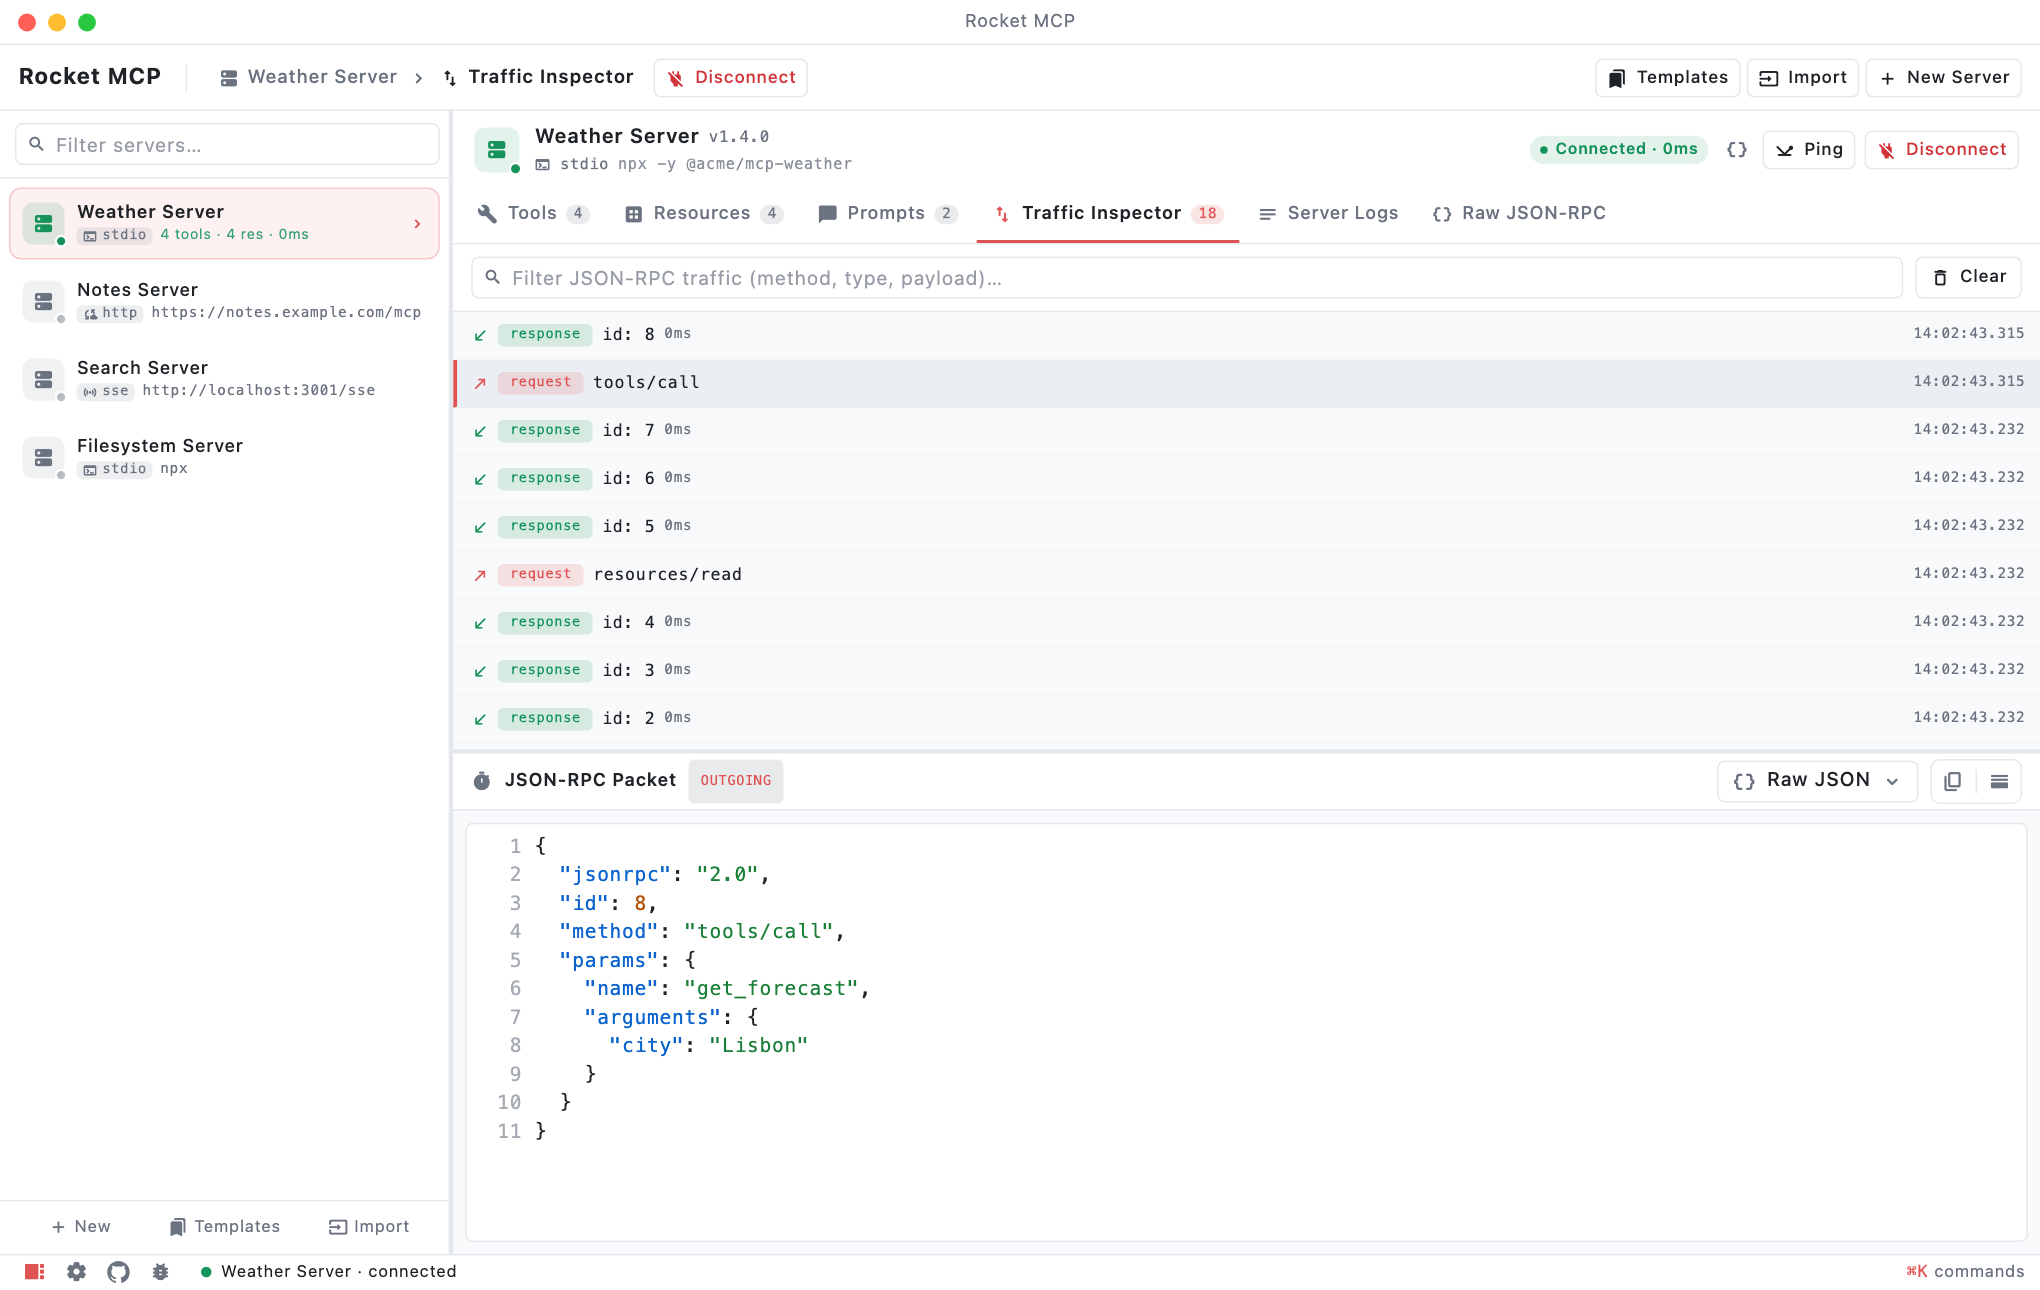 Rocket MCP
Rocket MCP
Weather Server
Traffic Inspector
Disconnect
Templates
Import
New Server
Filter servers...
Weather Server
stdio 4 tools · 4 res · 0ms
Notes Server
http https://notes.example.com/mcp
Search Server
sse http://localhost:3001/sse
Filesystem Server
stdio npx
+ New
Templates
Import
Weather Server v1.4.0
stdio npx -y @acme/mcp-weather
Connected · 0ms
{}
Ping
Disconnect
Tools 4
Resources 4
Prompts 2
Traffic Inspector 18
Server Logs
{} Raw JSON-RPC
Filter JSON-RPC traffic (method, type, payload)...
Clear
response id: 8 0ms 14:02:43.315
request tools/call 14:02:43.315
response id: 7 0ms 14:02:43.232
response id: 6 0ms 14:02:43.232
response id: 5 0ms 14:02:43.232
request resources/read 14:02:43.232
response id: 4 0ms 14:02:43.232
response id: 3 0ms 14:02:43.232
response id: 2 0ms 14:02:43.232
JSON-RPC Packet OUTGOING
{} Raw JSON
1 {
2 "jsonrpc": "2.0",
3 "id": 8,
4 "method": "tools/call",
5 "params": {
6 "name": "get_forecast",
7 "arguments": {
8 "city": "Lisbon"
9 }
10 }
11 }
Weather Server · connected
⌘K commands